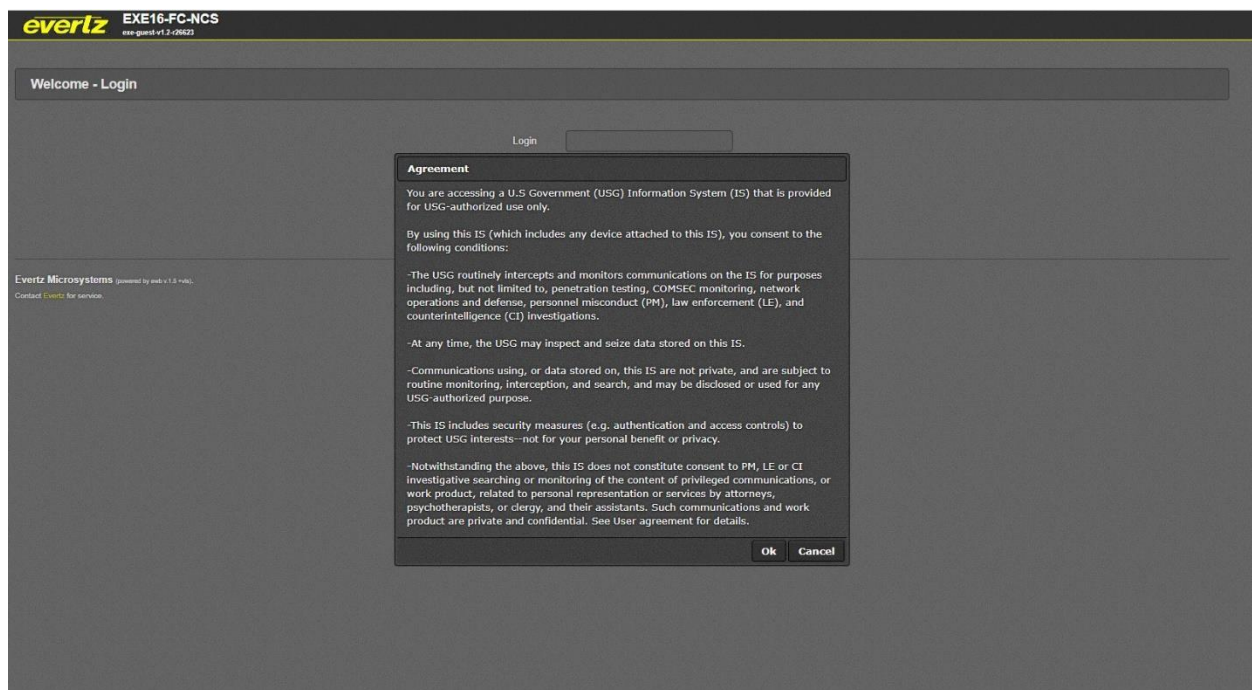 evertz
EXE16-FC-NCS
exe-guest-v1.2-r26623
Welcome - Login
Login
Agreement
You are accessing a U.S Government (USG) Information System (IS) that is provided
for USG-authorized use only.
By using this IS (which includes any device attached to this IS), you consent to the
following conditions:
-The USG routinely intercepts and monitors communications on the IS for purposes
including, but not limited to, penetration testing, COMSEC monitoring, network
operations and defense, personnel misconduct (PM), law enforcement (LE), and
counterintelligence (CI) investigations.
-At any time, the USG may inspect and seize data stored on this IS.
-Communications using, or data stored on, this IS are not private, and are subject to
routine monitoring, interception, and search, and may be disclosed or used for any
USG-authorized purpose.
-This IS includes security measures (e.g. authentication and access controls) to
protect USG interests--not for your personal benefit or privacy.
-Notwithstanding the above, this IS does not constitute consent to PM, LE or CI
investigative searching or monitoring of the content of privileged communications, or
work product, related to personal representation or services by attorneys,
psychotherapists, or clergy, and their assistants. Such communications and work
product are private and confidential. See User agreement for details.
Ok Cancel
Evertz Microsystems (powered by
Contact Evertz for service.